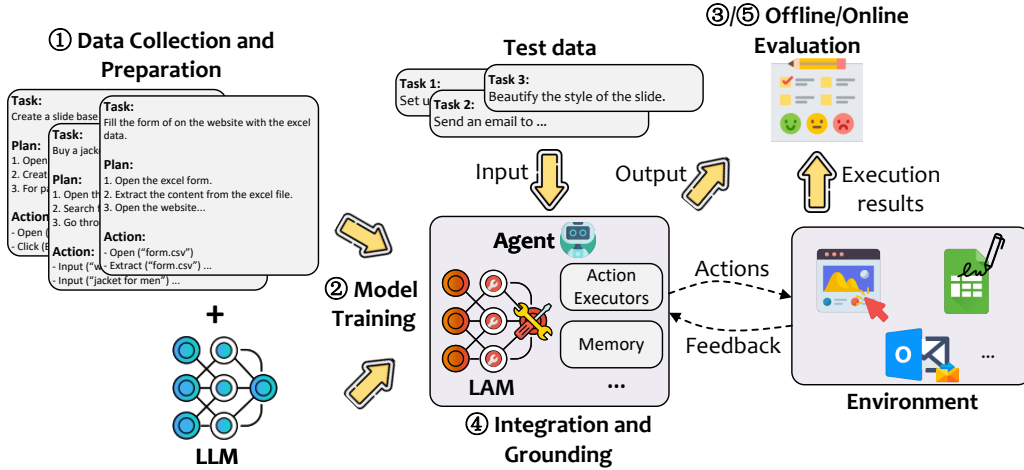 ① Data Collection and
Preparation
Task:
Create a slide base
Plan:
1. Open
2. Creat
3. For pa
Action
- Open (
- Click (E
Task:
Buy a jack
Plan:
1. Open th
2. Search f
3. Go thro
Action:
- Input ("w
- Input ("jacket for men") ...
Task:
Fill the form of on the website with the excel
data.
Plan:
1. Open the excel form.
2. Extract the content from the excel file.
3. Open the website...
Action:
- Open ("form.csv")
- Extract ("form.csv") ...
+
LLM
② Model
Training
Test data
Task 1:
Set u
Task 2:
Send an email to ...
Task 3:
Beautify the style of the slide.
Input
Output
③/⑤ Offline/Online
Evaluation
Execution
results
Agent
Action
Executors
Memory
...
LAM
④ Integration and
Grounding
Actions
Feedback
O
...
Environment